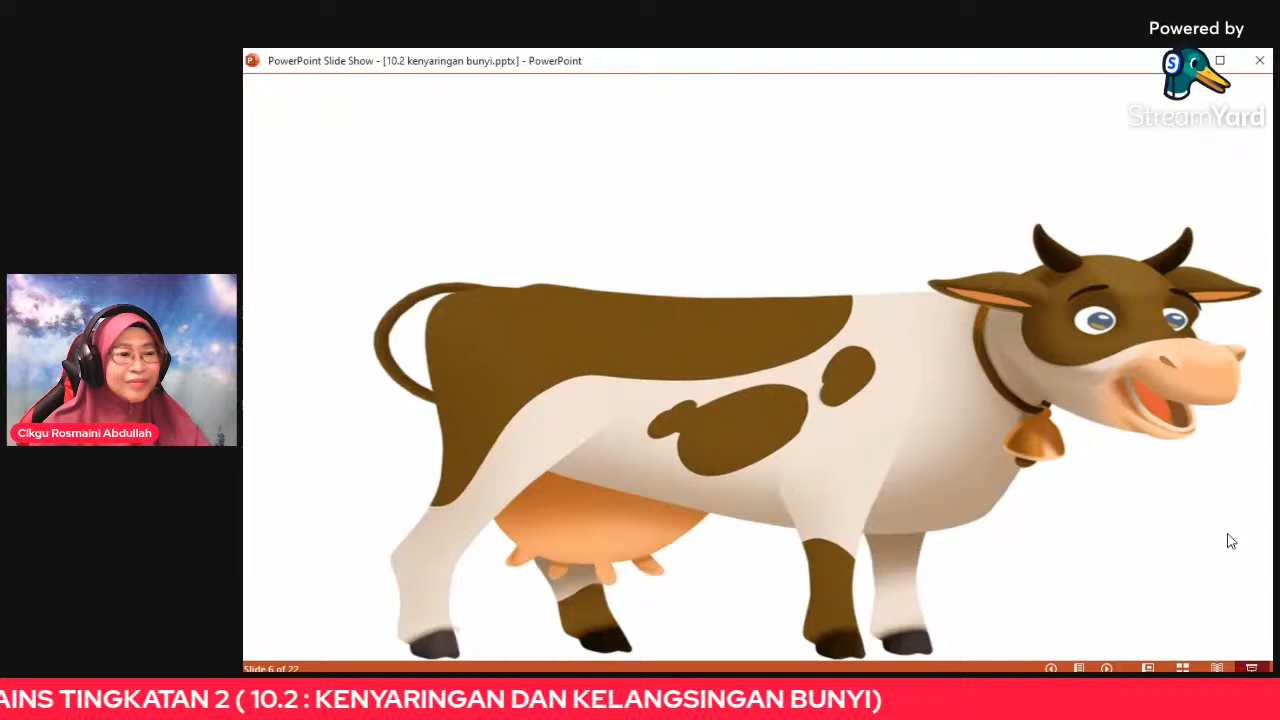 Powered by
PowerPoint Slide Show - [10.2 kenyaringan bunyi.pptx] - PowerPoint
S
StreamYard
Cikgu Rosmaini Abdullah
Slide 6 of 22
AINS TINGKATAN 2 ( 10.2 : KENYARINGAN DAN KELANGSINGAN BUNYI)